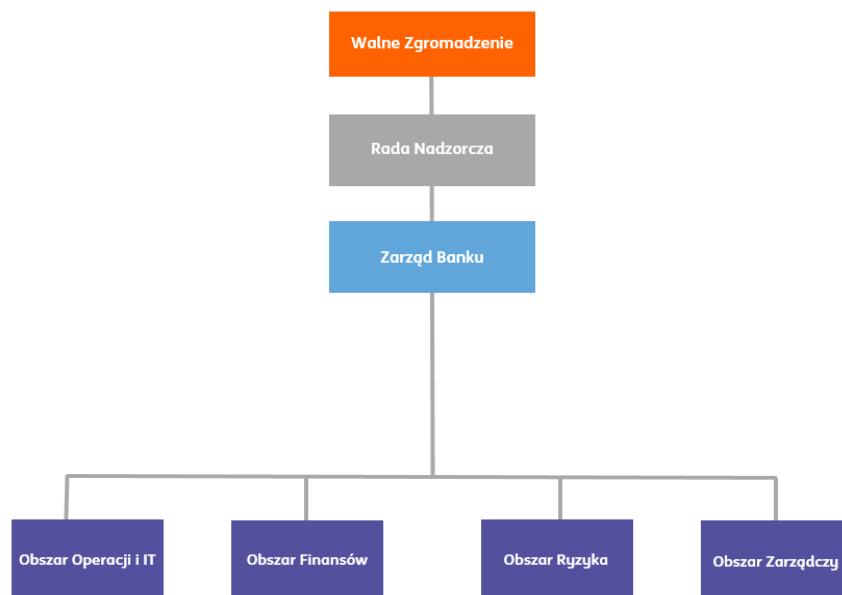 Walne Zgromadzenie
Rada Nadzorcza
Zarząd Banku
Obszar Operacji i IT
Obszar Finansów
Obszar Ryzyka
Obszar Zarządczy